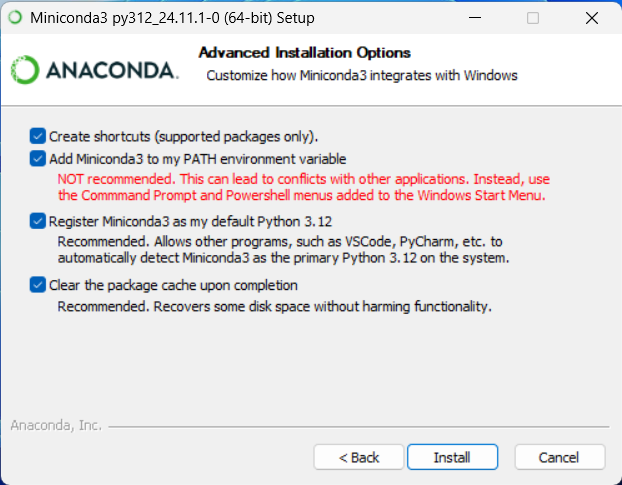 Miniconda3 py312_24.11.1-0 (64-bit) Setup
Advanced Installation Options
ANACONDA.
Customize how Miniconda3 integrates with Windows
Create shortcuts (supported packages only).
Add Miniconda3 to my PATH environment variable
NOT recommended. This can lead to conflicts with other applications. Instead, use
the Commmand Prompt and Powershell menus added to the Windows Start Menu.
Register Miniconda3 as my default Python 3.12
Recommended. Allows other programs, such as VSCode, PyCharm, etc. to
automatically detect Miniconda3 as the primary Python 3.12 on the system.
Clear the package cache upon completion
Recommended. Recovers some disk space without harming functionality.
Anaconda, Inc.
< Back
Install
Cancel